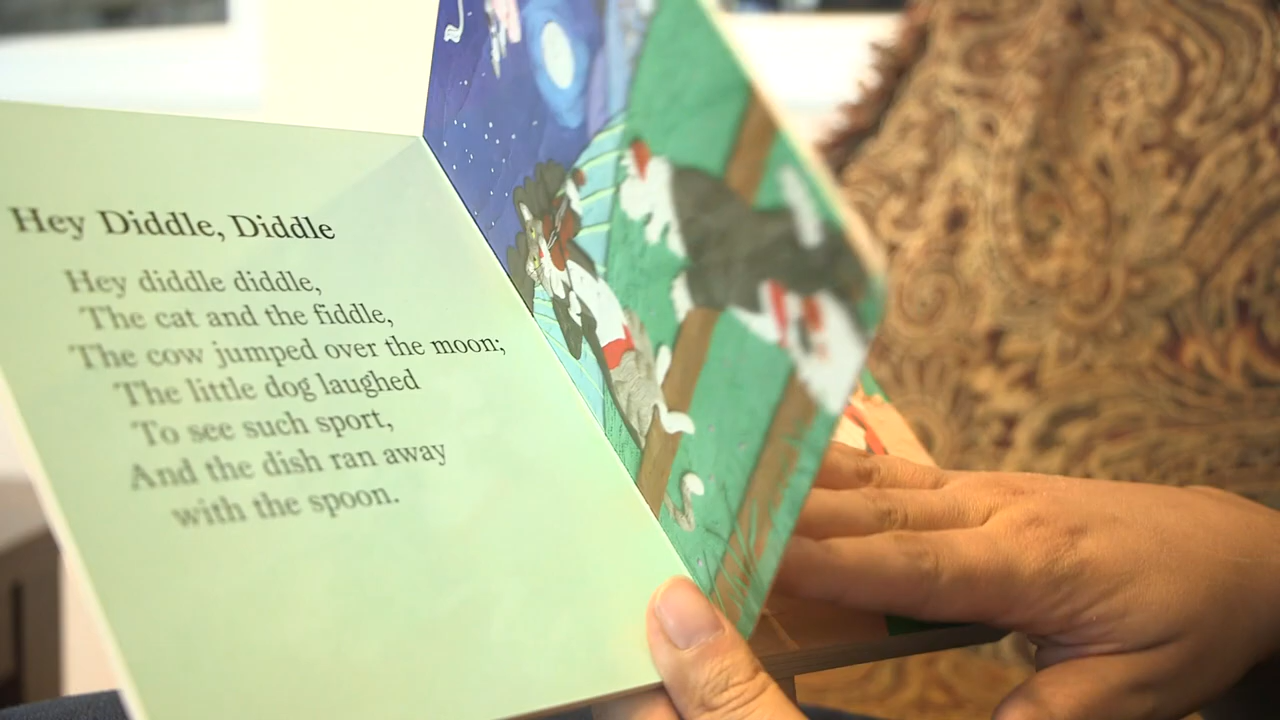 Hey Diddle, Diddle
Hey diddle diddle,
The cat and the fiddle,
The cow jumped over the moon;
The little dog laughed
To see such sport,
And the dish ran away
with the spoon.